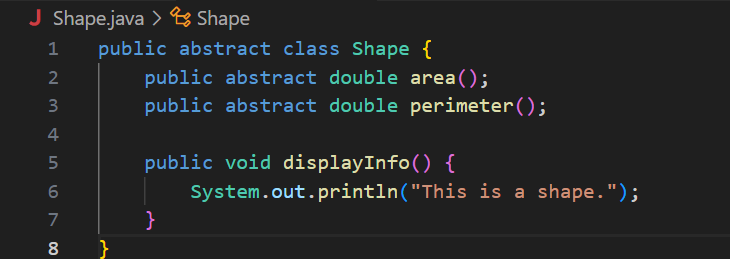 Shape.java > Shape
1 public abstract class Shape {
2     public abstract double area();
3     public abstract double perimeter();
4
5     public void displayInfo() {
6         System.out.println("This is a shape.");
7     }
8 }